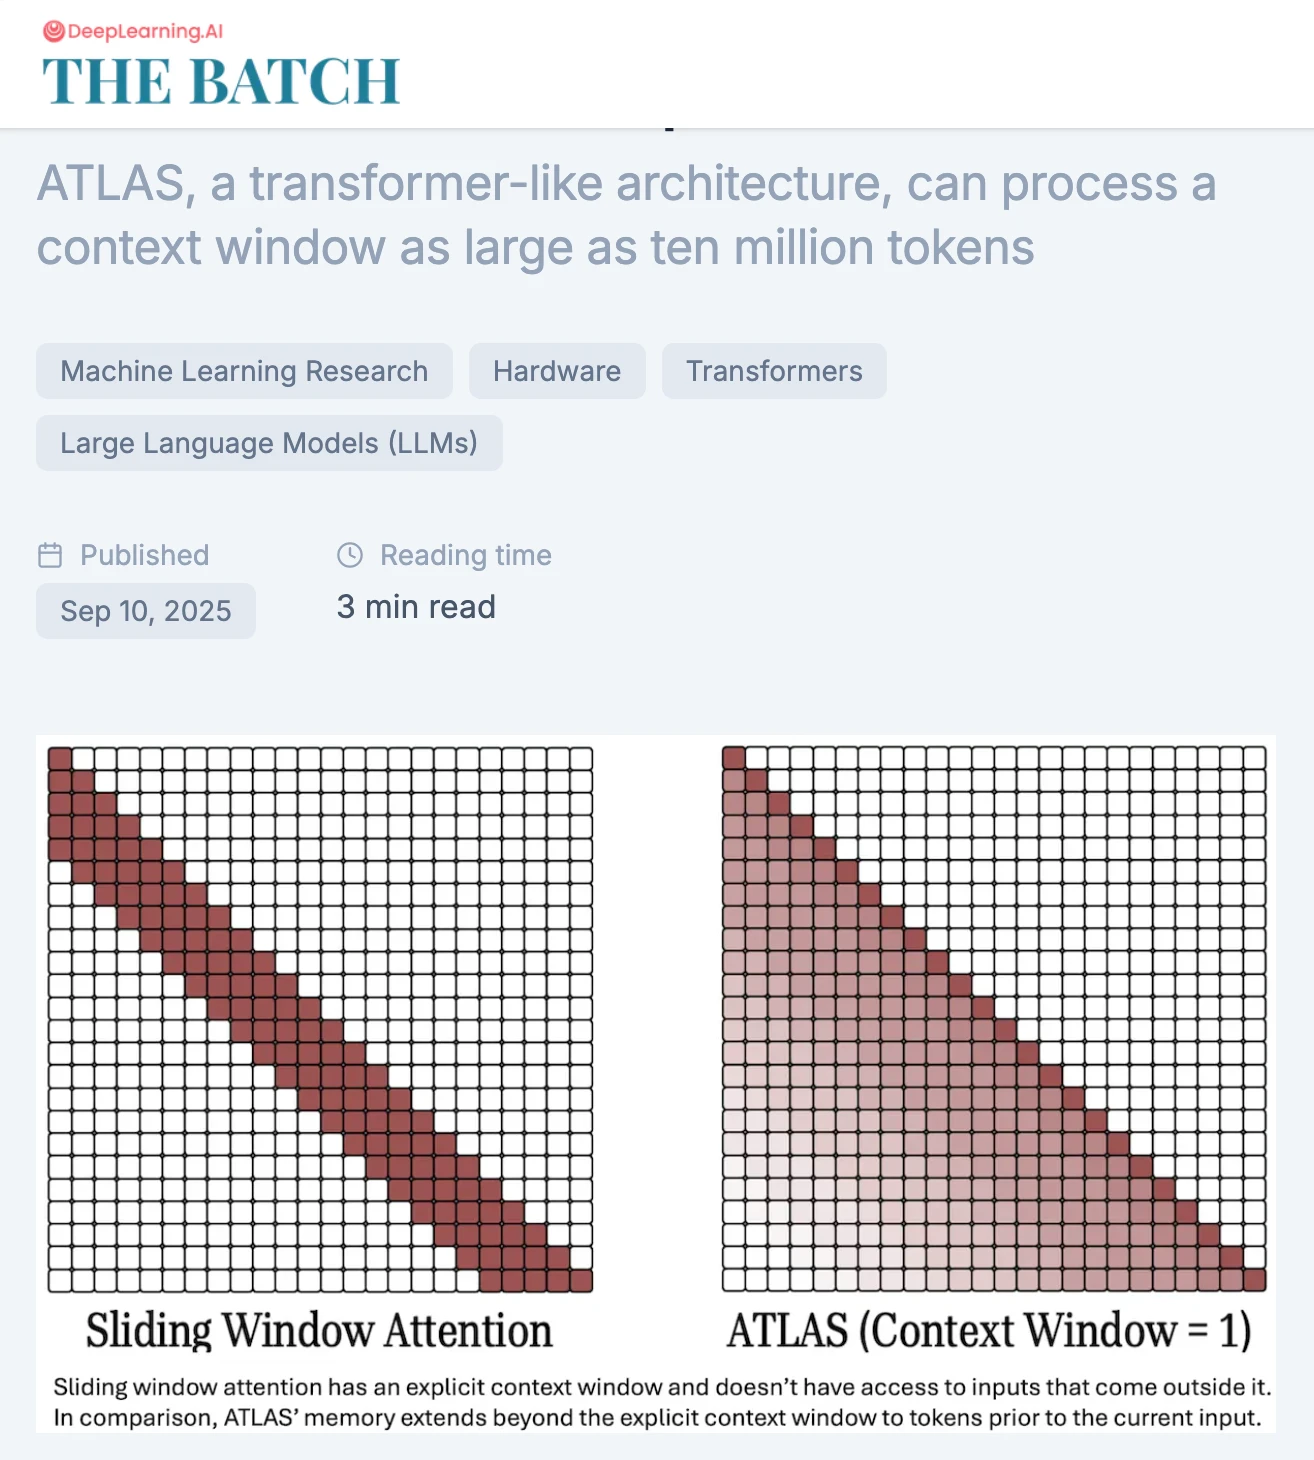 DeepLearning.AI
THE BATCH
ATLAS, a transformer-like architecture, can process a
context window as large as ten million tokens
Machine Learning Research
Hardware
Transformers
Large Language Models (LLMs)
Published
Reading time
Sep 10, 2025
3 min read
Sliding Window Attention
ATLAS (Context Window = 1)
Sliding window attention has an explicit context window and doesn’t have access to inputs that come outside it.
In comparison, ATLAS’ memory extends beyond the explicit context window to tokens prior to the current input.